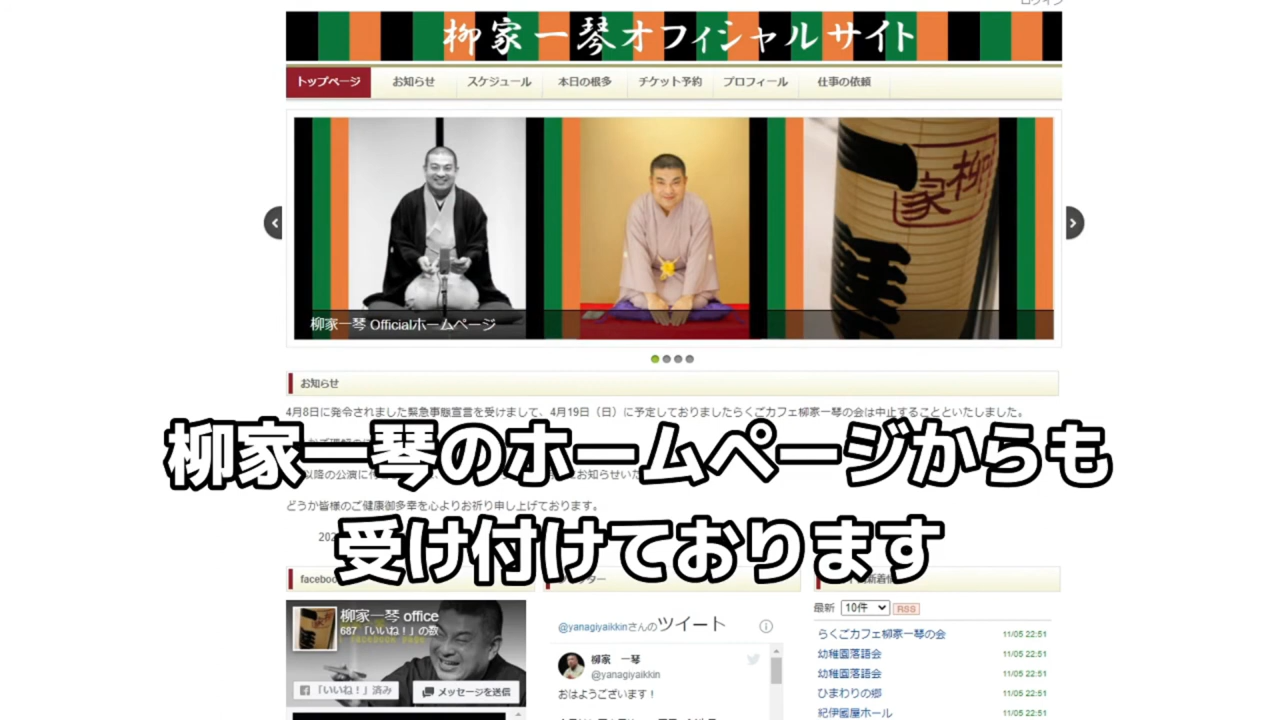 ログイン
柳家一琴オフィシャルサイト
トップページ お知らせ スケジュール 本日の根多 チケット予約 プロフィール 仕事の依頼
柳家一琴 Officialホームページ
お知らせ
4月8日に発令されました緊急事態宣言を受けまして、4月19日（日）に予定しておりましたらくごカフェ柳家一琴の会は中止することといたしました。
柳家一琴のホームページからも
どうか皆様のご健康御多幸を心よりお祈り申し上げております。
受け付けております
facebook
最新 10件 RSS
柳家一琴 office
687 「いいね！」の数
「いいね！」済み メッセージを送信
@yanagiyaikkinさんのツイート
柳家 一琴
@yanagiyaikkin
おはようございます！
らくごカフェ柳家一琴の会 11/05 22:51
幼稚園落語会 11/05 22:51
幼稚園落語会 11/05 22:51
ひまわりの郷 11/05 22:51
紀伊國屋ホール 11/05 22:51